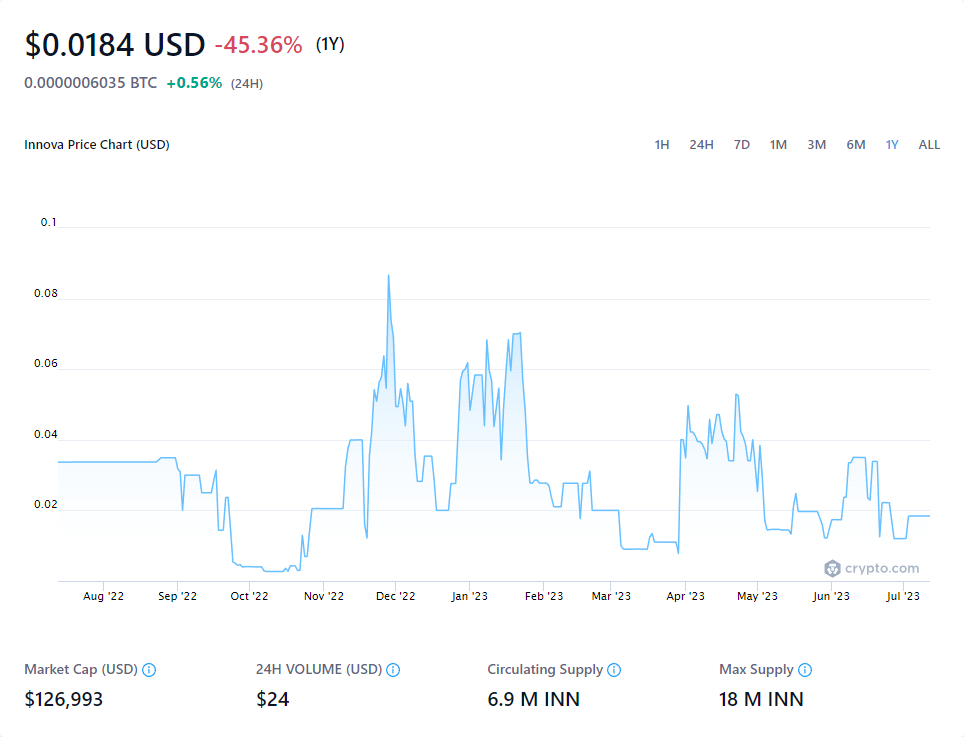 $0.0184 USD -45.36% (1Y)
0.0000006035 BTC +0.56% (24H)
Innova Price Chart (USD) 1H 24H 7D 1M 3M 6M 1Y ALL
0.1
0.08
0.06
0.04
0.02
crypto.com
Aug '22 Sep '22 Oct '22 Nov '22 Dec '22 Jan '23 Feb '23 Mar '23 Apr '23 May '23 Jun '23 Jul '23
Market Cap (USD) 24H VOLUME (USD) Circulating Supply Max Supply
$126,993 $24 6.9 M INN 18 M INN